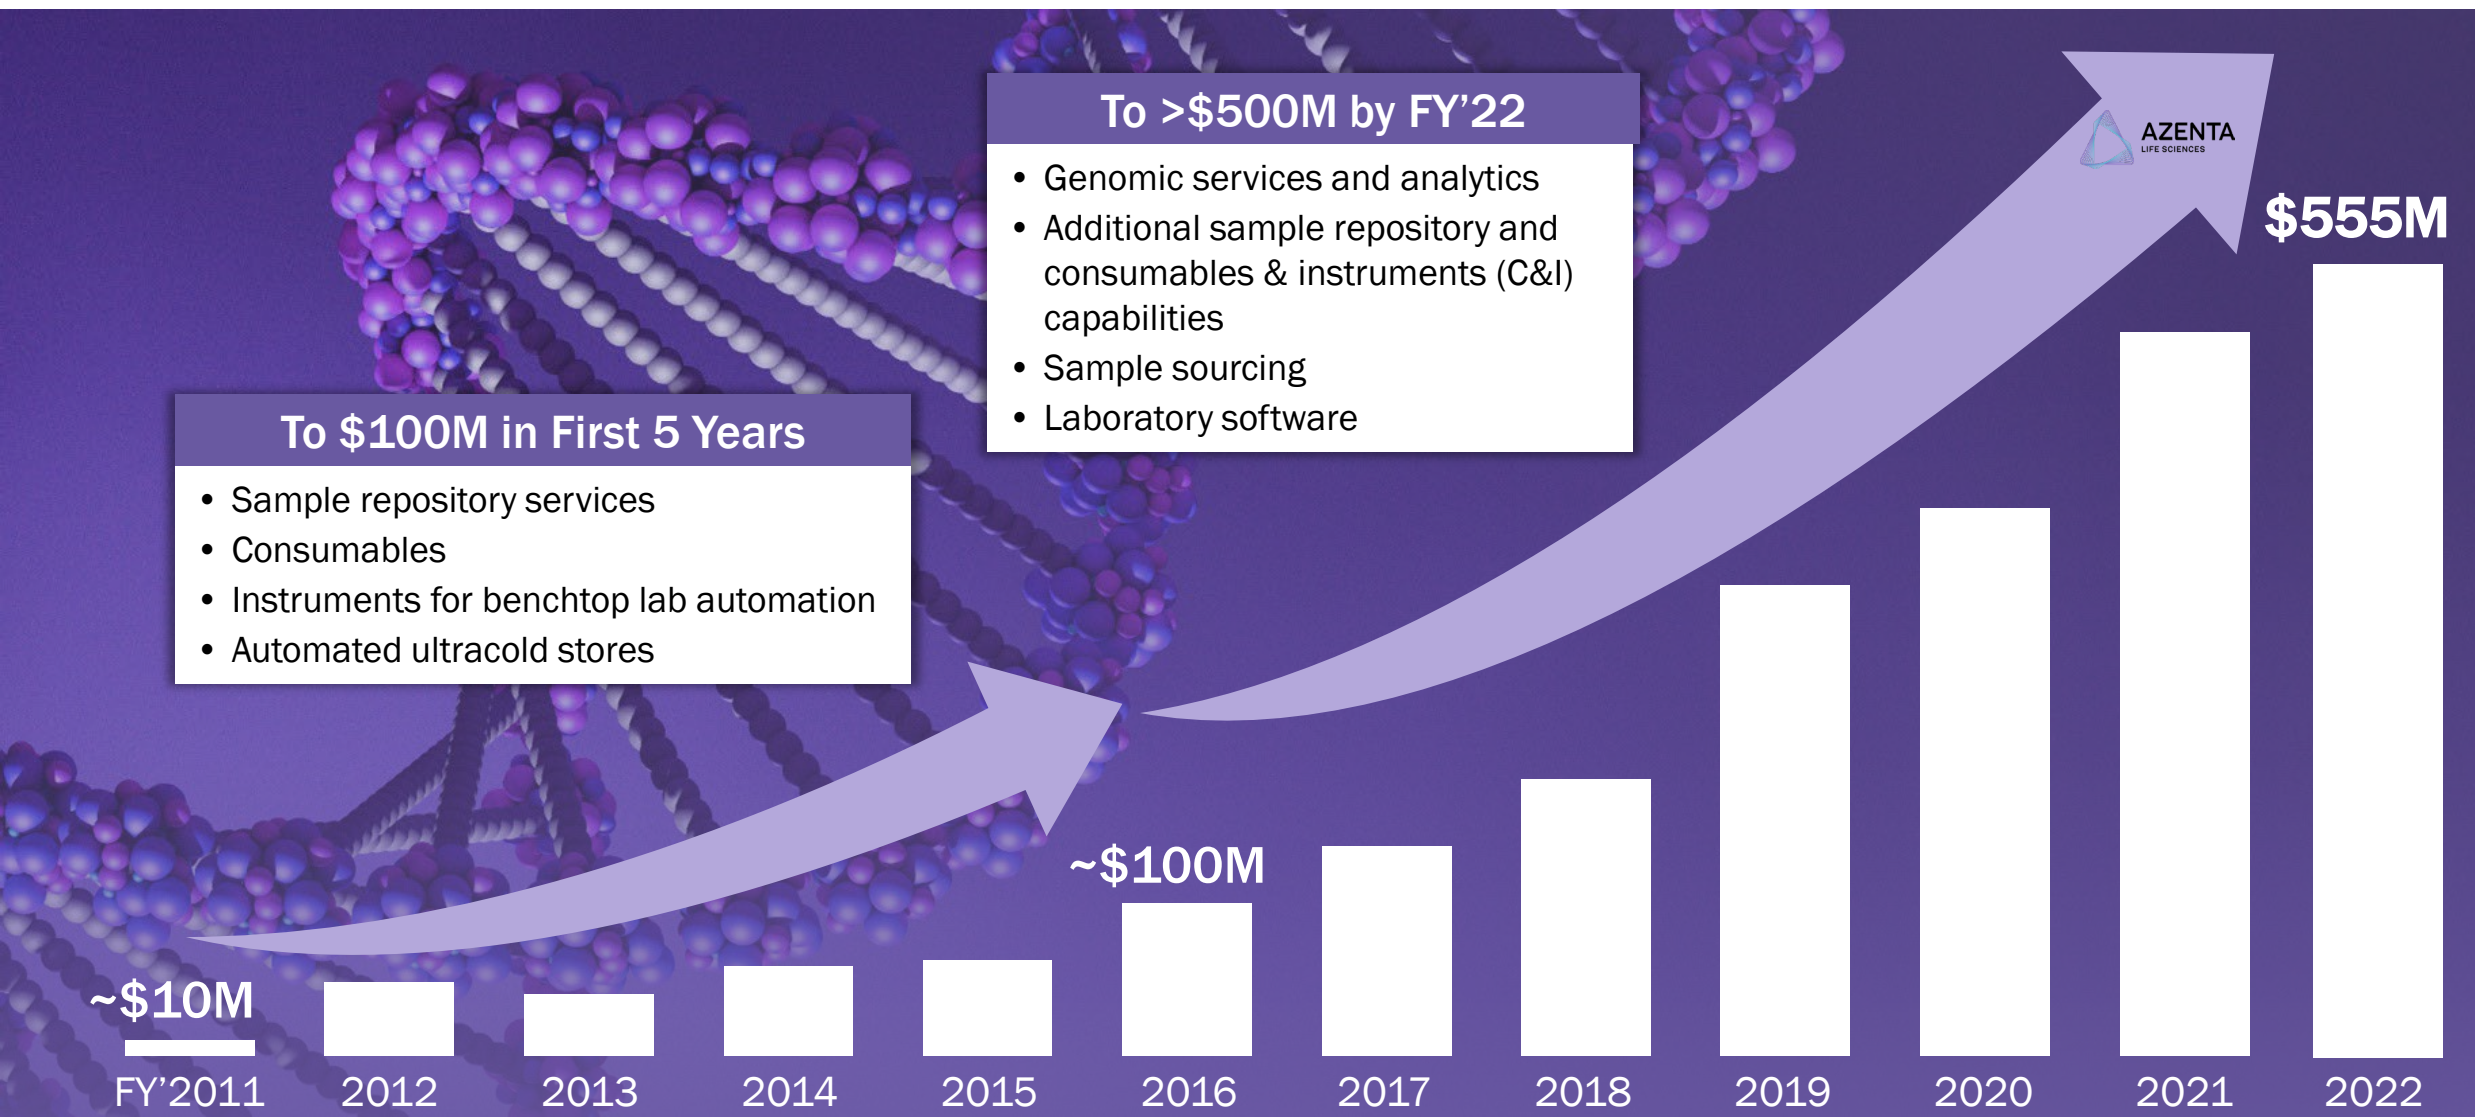 To >$500M by FY’22
• Genomic services and analytics
• Additional sample repository and
consumables & instruments (C&I)
capabilities
• Sample sourcing
• Laboratory software
AZENTA
LIFE SCIENCES
$555M
To $100M in First 5 Years
• Sample repository services
• Consumables
• Instruments for benchtop lab automation
• Automated ultracold stores
~$100M
~$10M
FY’2011 2012 2013 2014 2015 2016 2017 2018 2019 2020 2021 2022